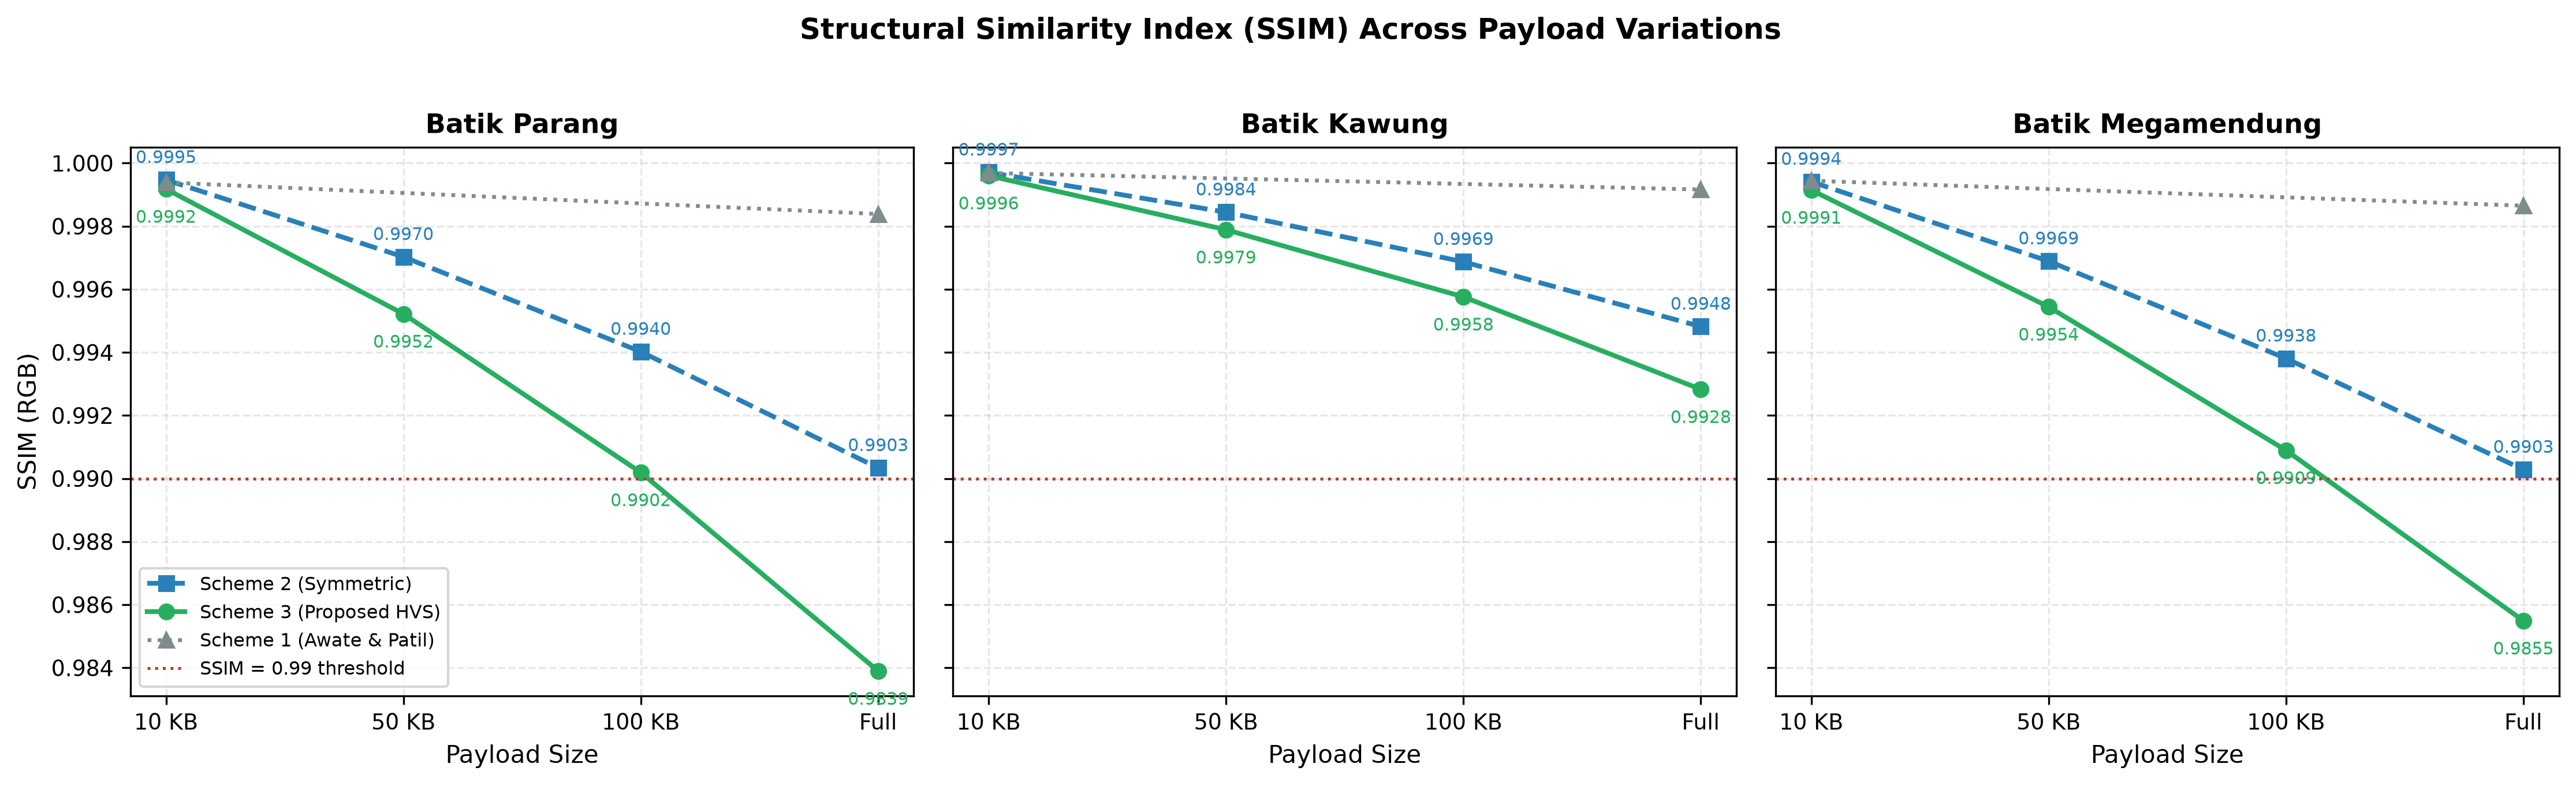 Structural Similarity Index (SSIM) Across Payload Variations
Batik Parang
SSIM (RGB)
1.000
0.998
0.996
0.994
0.992
0.990
0.988
0.986
0.984
0.9995
0.9992
0.9970
0.9952
0.9940
0.9902
0.9903
0.9839
Scheme 2 (Symmetric)
Scheme 3 (Proposed HVS)
Scheme 1 (Awate & Patil)
SSIM = 0.99 threshold
10 KB
50 KB
100 KB
Full
Payload Size
Batik Kawung
0.9997
0.9996
0.9984
0.9979
0.9969
0.9958
0.9948
0.9928
10 KB
50 KB
100 KB
Full
Payload Size
Batik Megamendung
0.9994
0.9991
0.9969
0.9954
0.9938
0.9909
0.9903
0.9855
10 KB
50 KB
100 KB
Full
Payload Size